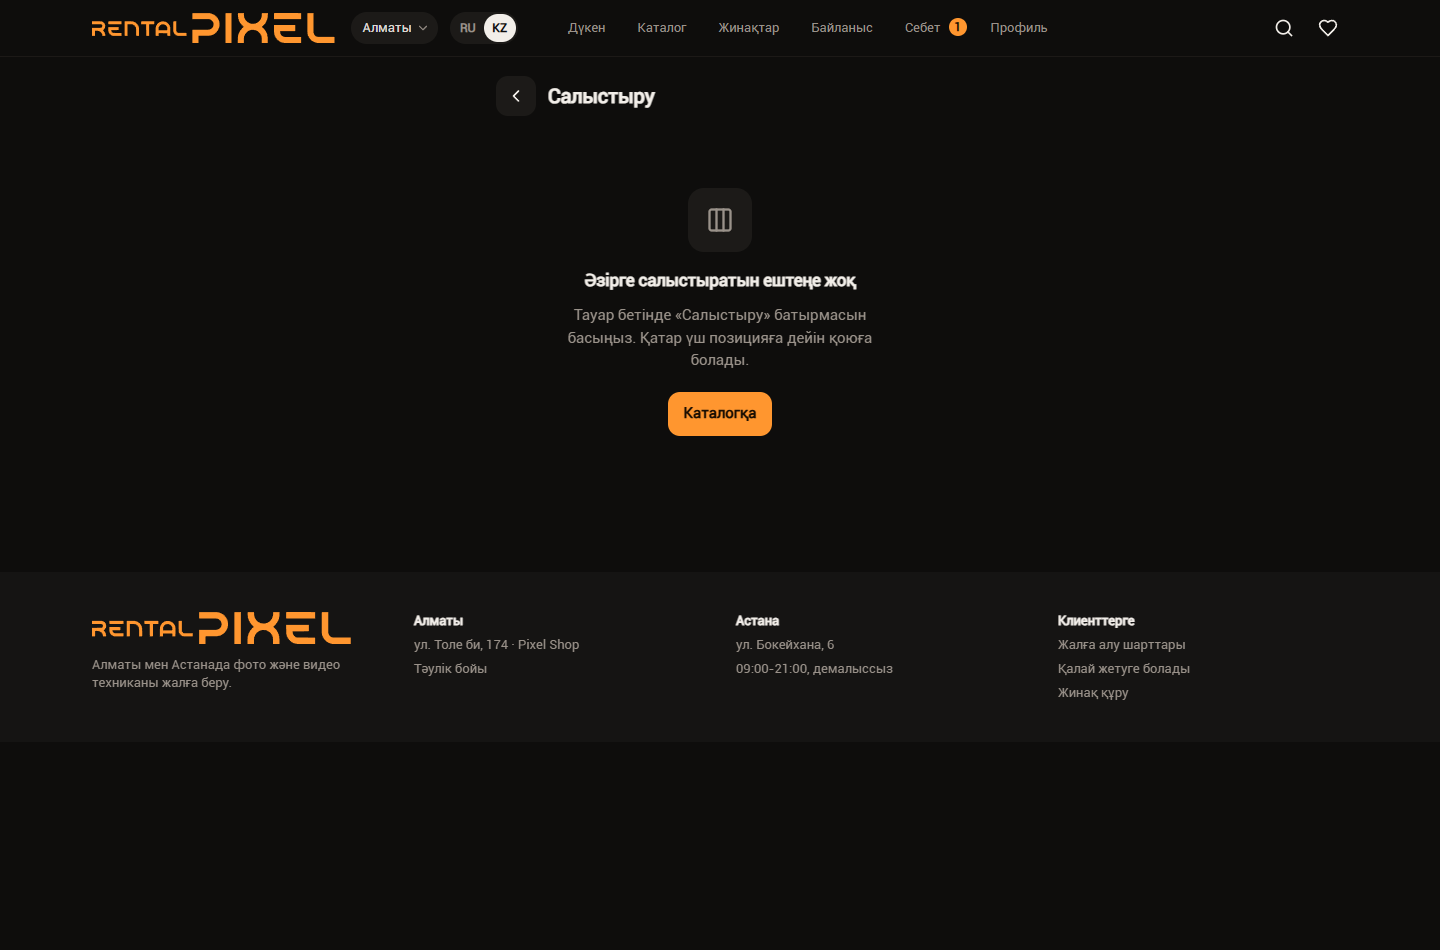 RENTAL PIXEL
Алматы
RU KZ
Дүкен
Каталог
Жинақтар
Байланыс
Себет 1
Профиль
Салыстыру
Әзірге салыстыратын ештеңе жоқ
Тауар бетінде «Салыстыру» батырмасын
басыңыз. Қатар үш позицияға дейін қоюға
болады.
Каталогқа
RENTAL PIXEL
Алматы мен Астанада фото және видео
техниканы жалға беру.
Алматы
ул. Толе би, 174 · Pixel Shop
Тәулік бойы
Астана
ул. Бокейхана, 6
09:00-21:00, демалыссыз
Клиенттерге
Жалға алу шарттары
Қалай жетуге болады
Жинақ құру